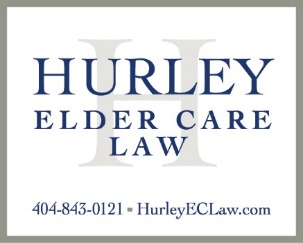 H
HURLEY
ELDER CARE
LAW
404-843-0121 ▪ HurleyECLaw.com